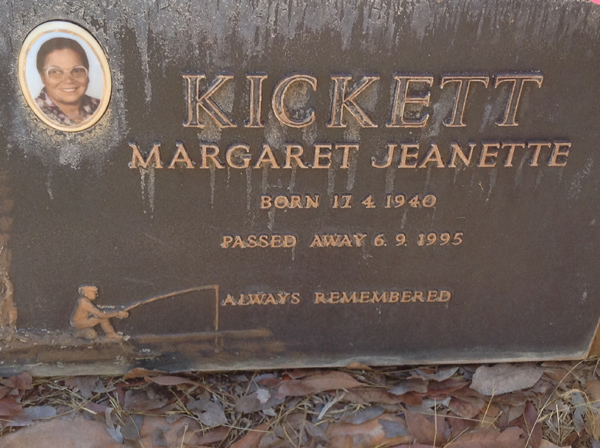 KICKETT
MARGARET JEANETTE
BORN 17 4 1940
PASSED AWAY 6. 9. 1995
ALWAYS REMEMBERED